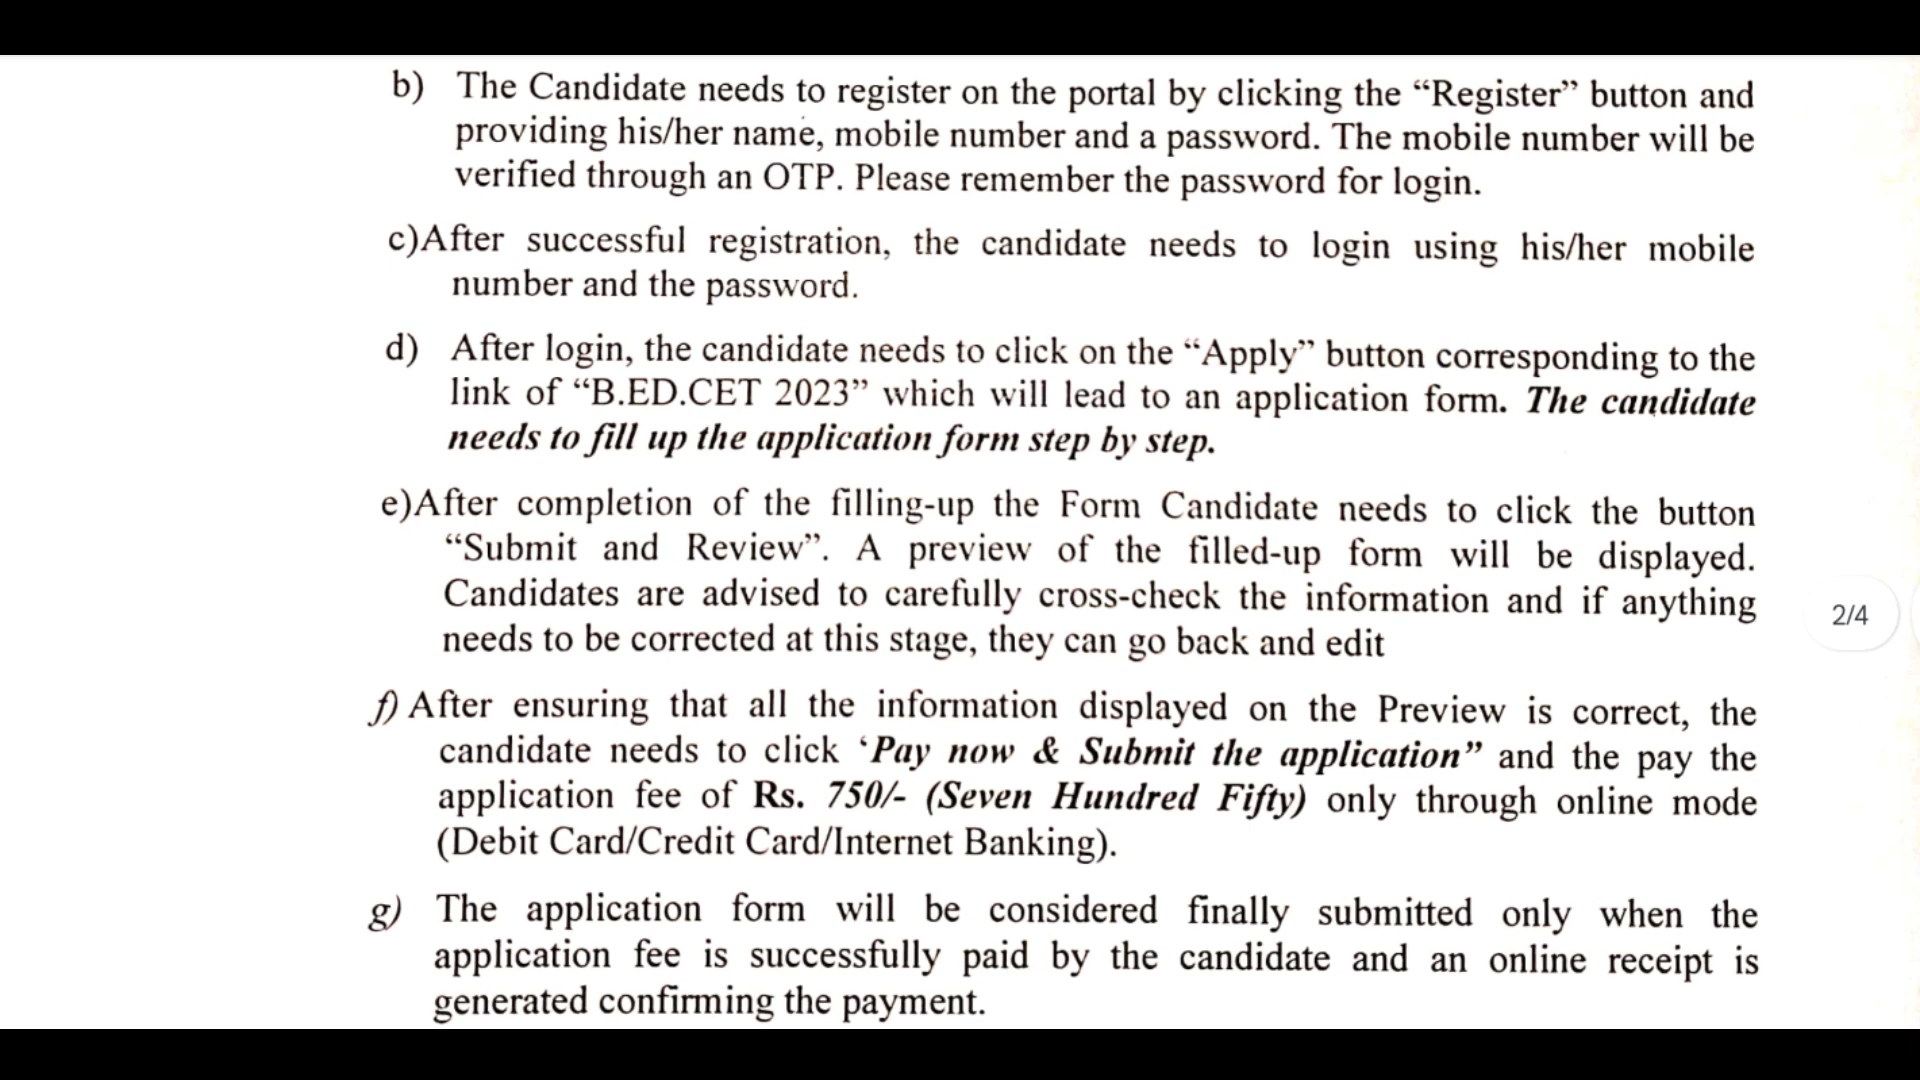 b) The Candidate needs to register on the portal by clicking the “Register” button and
providing his/her name, mobile number and a password. The mobile number will be
verified through an OTP. Please remember the password for login.
c)After successful registration, the candidate needs to login using his/her mobile
number and the password.
d) After login, the candidate needs to click on the “Apply” button corresponding to the
link of “B.ED.CET 2023” which will lead to an application form. The candidate
needs to fill up the application form step by step.
e)After completion of the filling-up the Form Candidate needs to click the button
“Submit and Review”. A preview of the filled-up form will be displayed.
Candidates are advised to carefully cross-check the information and if anything
needs to be corrected at this stage, they can go back and edit
2/4
f) After ensuring that all the information displayed on the Preview is correct, the
candidate needs to click ‘Pay now & Submit the application” and the pay the
application fee of Rs. 750/- (Seven Hundred Fifty) only through online mode
(Debit Card/Credit Card/Internet Banking).
g) The application form will be considered finally submitted only when the
application fee is successfully paid by the candidate and an online receipt is
generated confirming the payment.